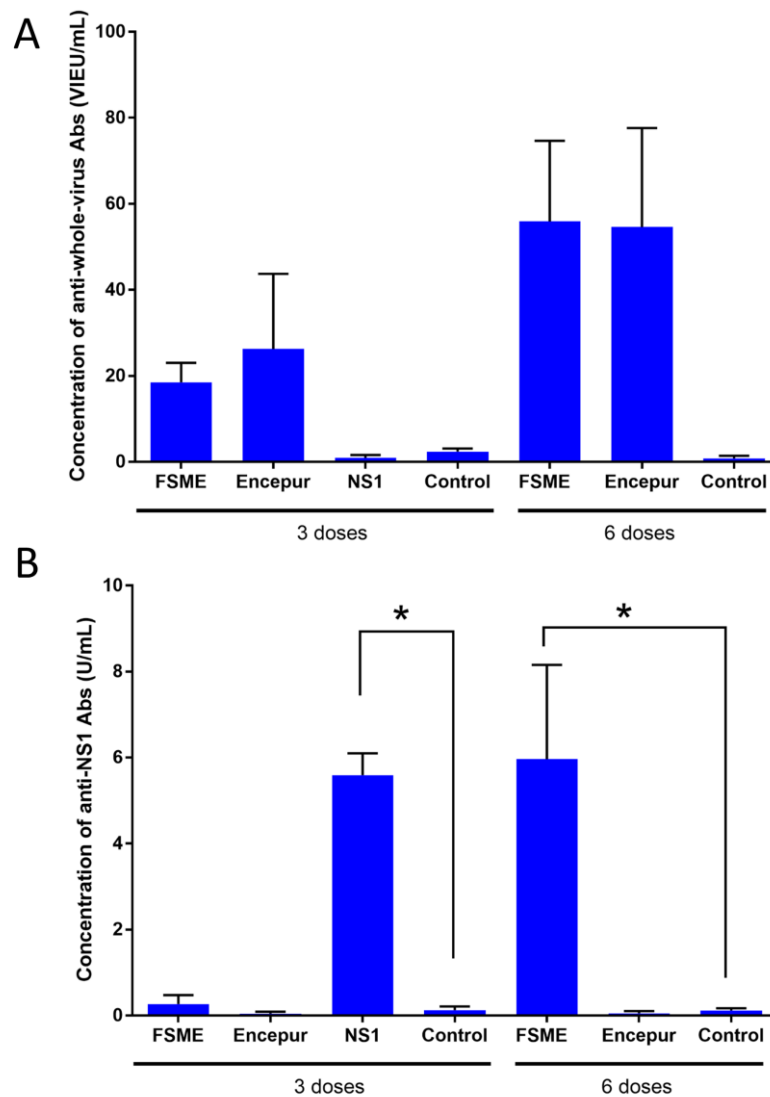 A
Concentration of anti-whole-virus Abs (VIEU/mL)
100
80
60
40
20
0
FSME Encepur NS1 Control FSME Encepur Control
3 doses 6 doses
B
Concentration of anti-NS1 Abs (U/mL)
10
8
6
4
2
0
* *
FSME Encepur NS1 Control FSME Encepur Control
3 doses 6 doses